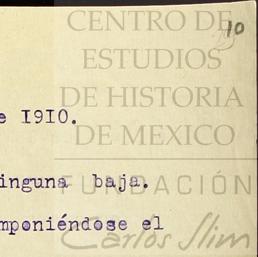 CENTRO DE
10
ESTUDIOS
DE HISTORIA
e 1910.
DE MEXICO
inguna baja.
FUNDACIÓN
mponiéndose el
Carlos Slim